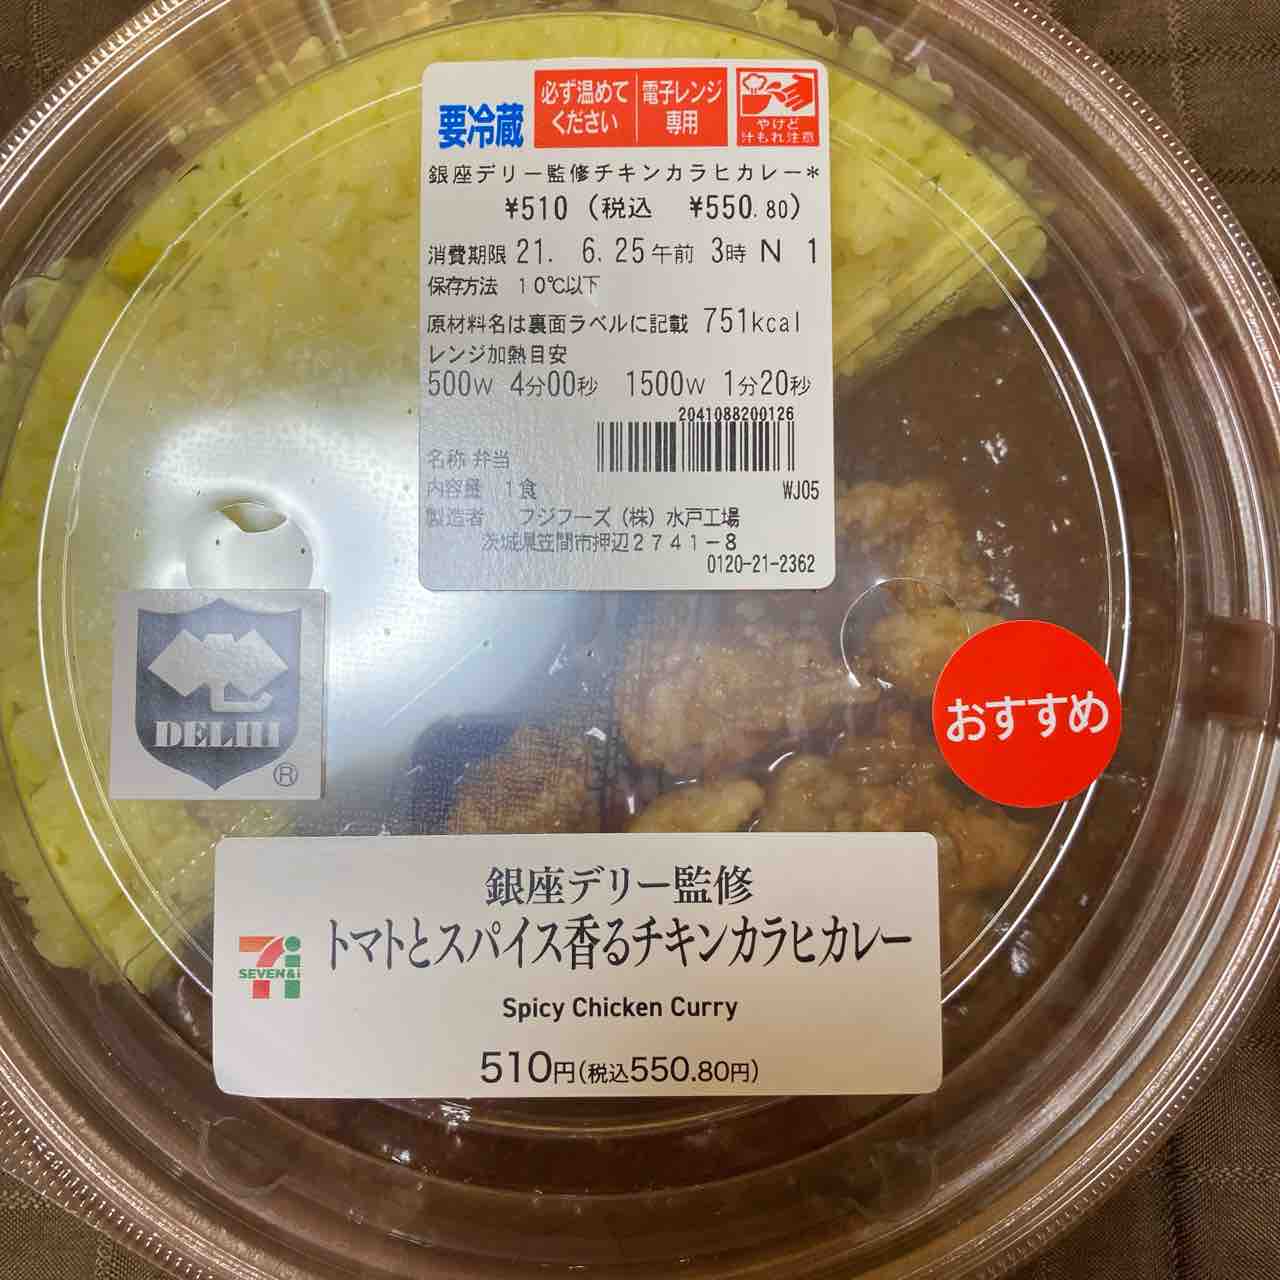 要冷蔵
必ず温めて
ください
電子レンジ
専用
やけど
汁もれ注意
銀座デリー監修チキンカラヒカレー*
¥510 (税込 ¥550.80)
消費期限 21. 6. 25 午前 3時 N 1
保存方法 10℃以下
原材料名は裏面ラベルに記載 751kcal
レンジ加熱目安
500W 4分00秒 1500W 1分20秒
2041088200126
名称 弁当
内容量 1食 WJ05
製造者 フジフーズ(株)水戸工場
茨城県笠間市押辺2741-8
0120-21-2362
DELHI
®
おすすめ
銀座デリー監修
トマトとスパイス香るチキンカラヒカレー
SEVEN&i
Spicy Chicken Curry
510円(税込550.80円)